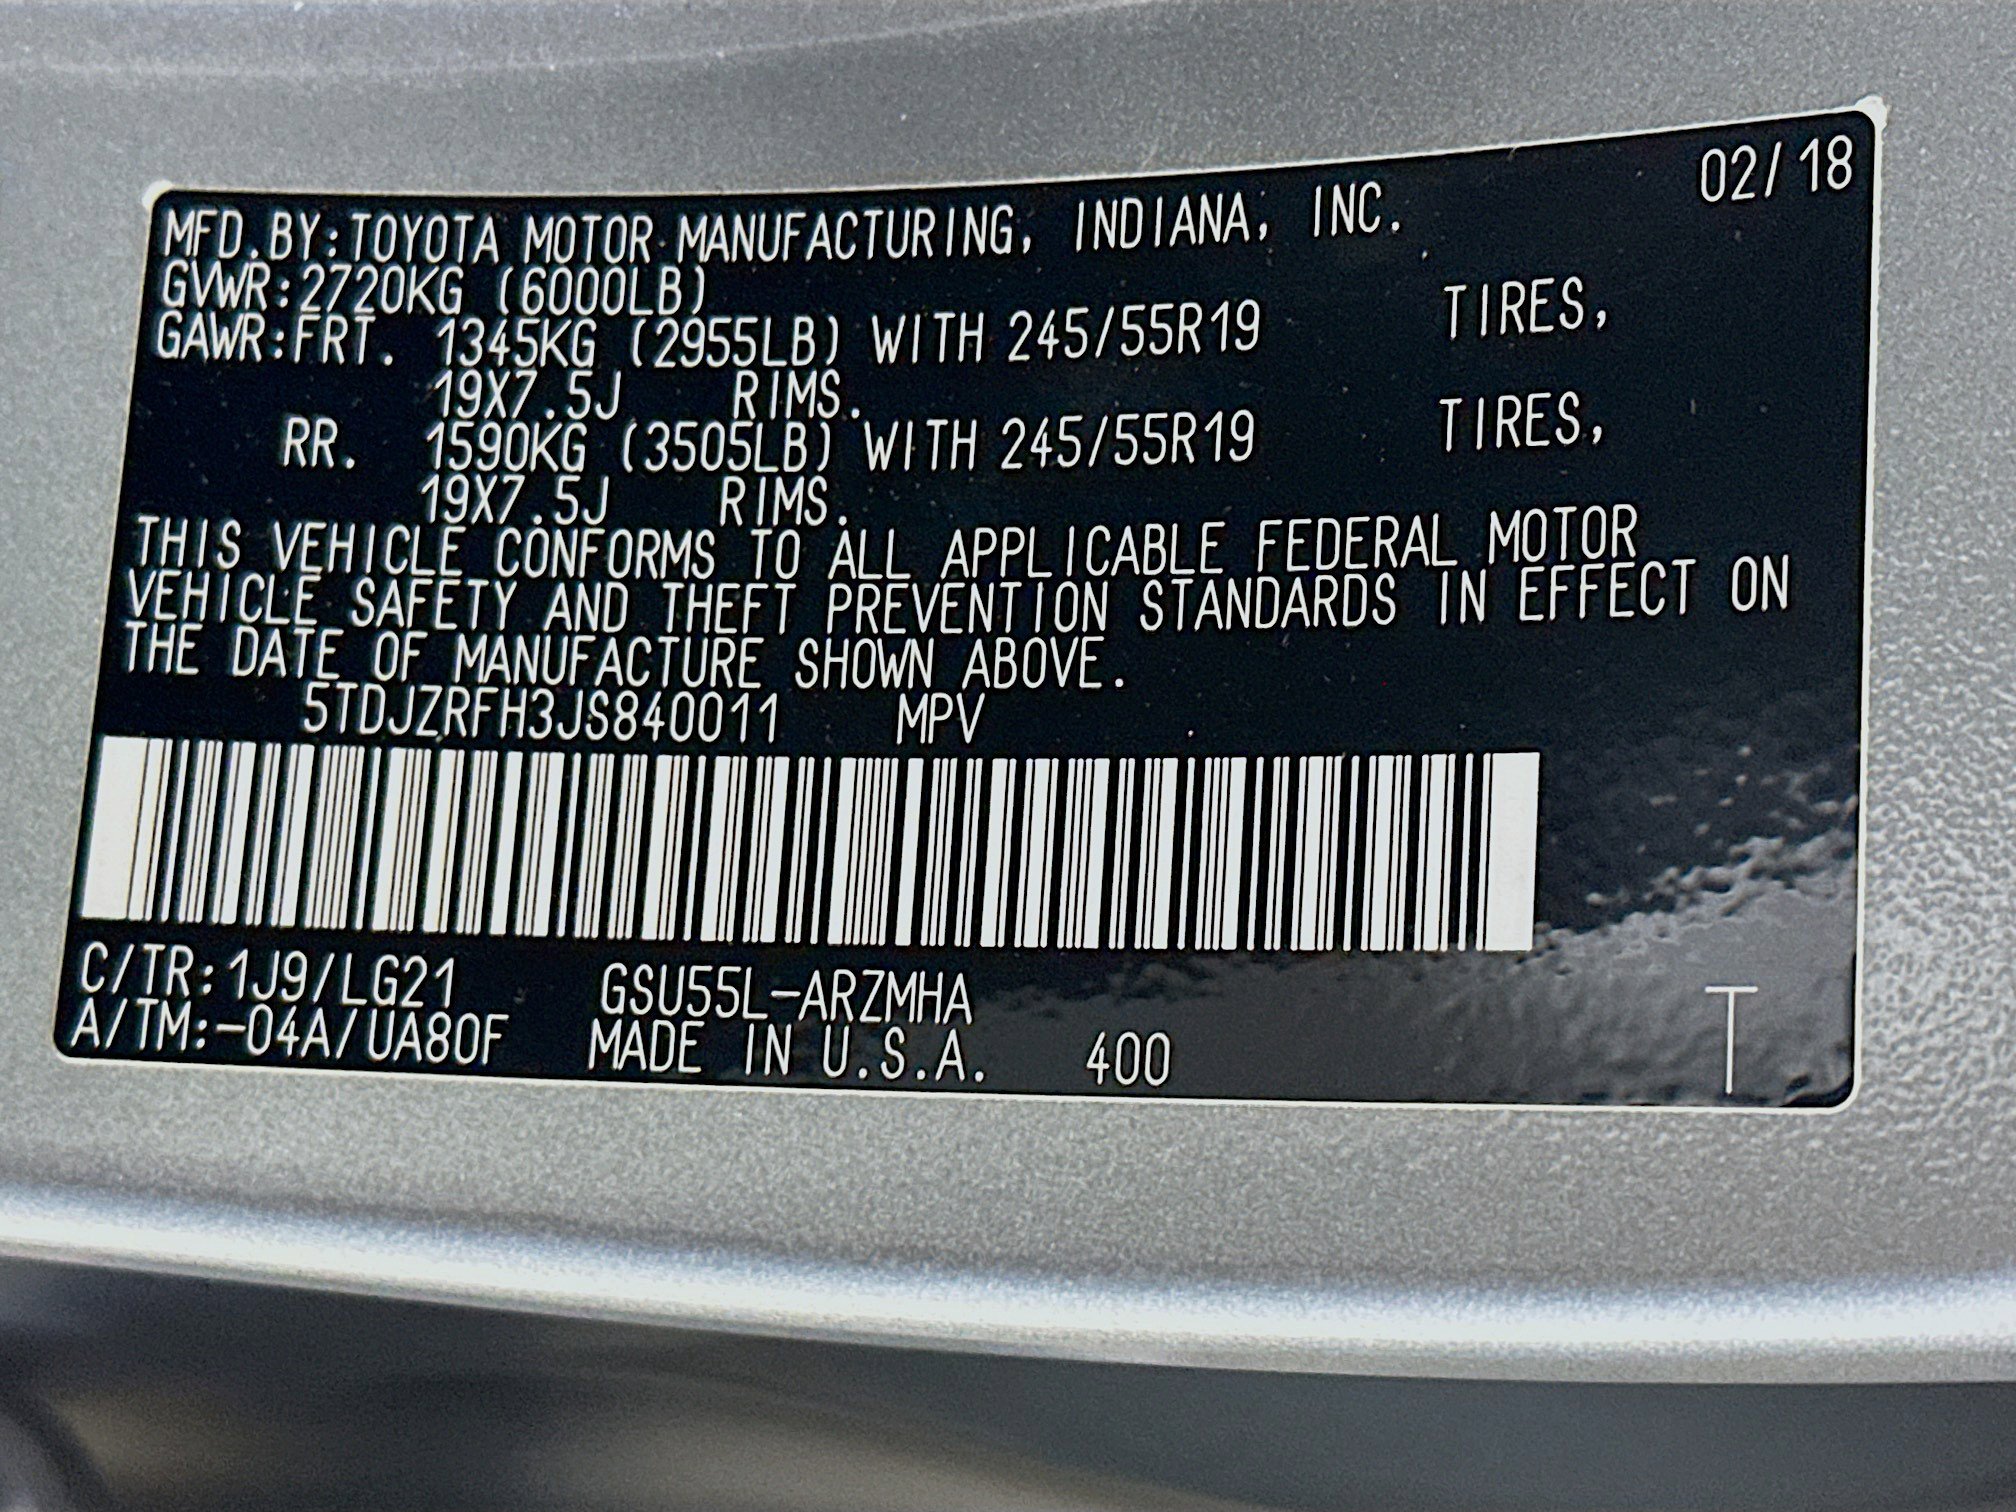 02/18
MFD.BY:TOYOTA MOTOR MANUFACTURING, INDIANA, INC.
GVWR:2720KG (6000LB)
GAWR:FRT. 1345KG (2955LB) WITH 245/55R19 TIRES,
19X7.5J RIMS.
RR. 1590KG (3505LB) WITH 245/55R19 TIRES,
19X7.5J RIMS.
THIS VEHICLE CONFORMS TO ALL APPLICABLE FEDERAL MOTOR
VEHICLE SAFETY AND THEFT PREVENTION STANDARDS IN EFFECT ON
THE DATE OF MANUFACTURE SHOWN ABOVE.
5TDJZRFH3JS840011 MPV
C/TR:1J9/LG21 GSU55L-ARZMHA
A/TM:-04A/UA80F MADE IN U.S.A. 400 T